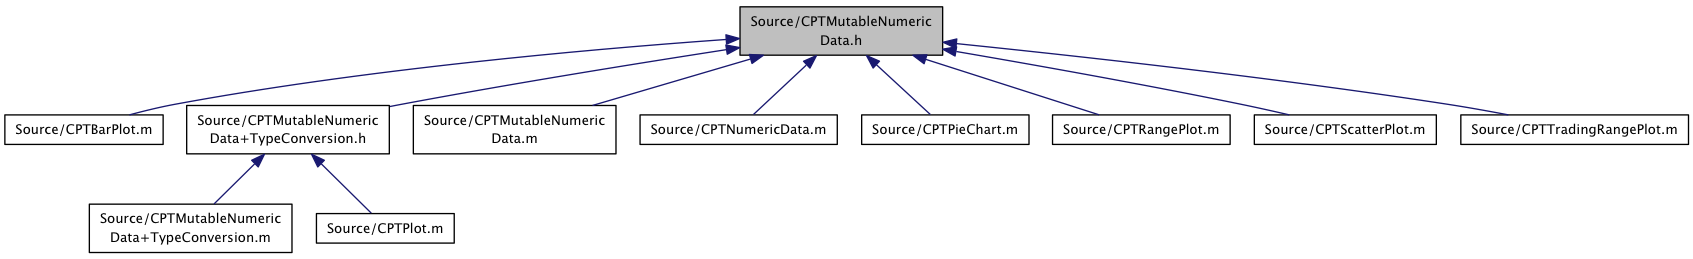 Source/CPTMutableNumeric
Data.h
Source/CPTBarPlot.m
Source/CPTMutableNumeric
Data+TypeConversion.h
Source/CPTMutableNumeric
Data.m
Source/CPTNumericData.m
Source/CPTPieChart.m
Source/CPTRangePlot.m
Source/CPTScatterPlot.m
Source/CPTTradingRangePlot.m
Source/CPTMutableNumeric
Data+TypeConversion.m
Source/CPTPlot.m